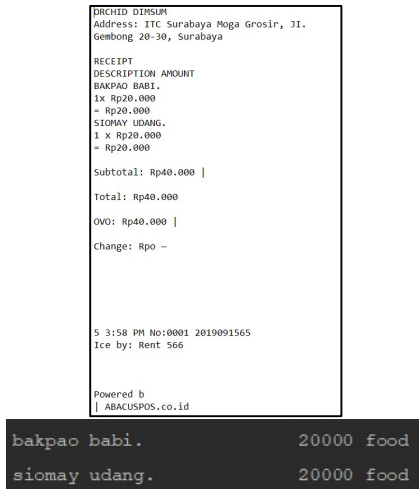 ORCHID DIMSUM
Address: ITC Surabaya Moga Grosir, JI.
Gembong 20-30, Surabaya
RECEIPT
DESCRIPTION AMOUNT
BAKPAO BABI.
1x Rp20.000
= Rp20.000
SIOMAY UDANG.
1 x Rp20.000
= Rp20.000
Subtotal: Rp40.000 |
Total: Rp40.000
OVO: Rp40.000 |
Change: Rpo —
5 3:58 PM No:0001 2019091565
Ice by: Rent 566
Powered b
| ABACUSPOS.co.id
bakpao babi. 20000 food
siomay udang. 20000 food